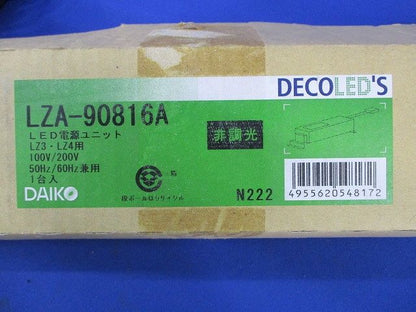 DECOLED'S
LZA-90816A
LED電源ユニット
LZ3・LZ4用
100V/200V
50Hz/60Hz兼用
1台入
非調光
DAIKO
段ボールはリサイクル
N222
4955620548172